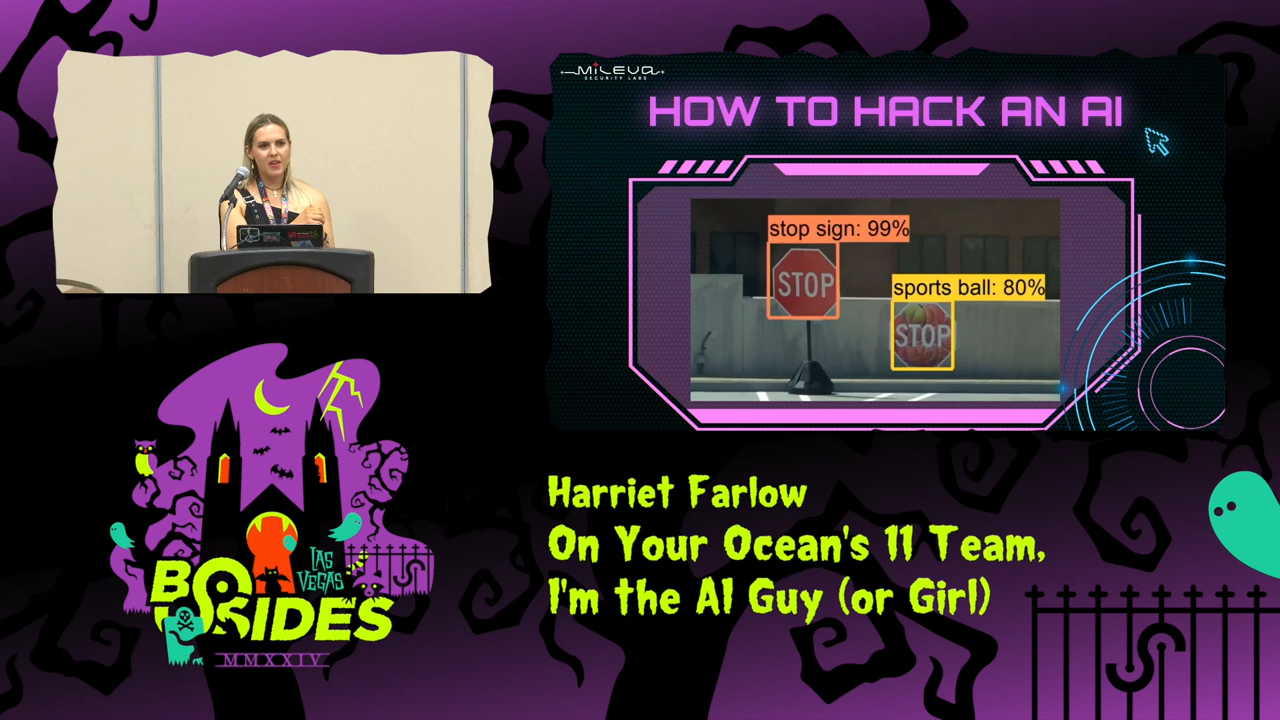 MILEVA
SECURITY LABS
HOW TO HACK AN AI
stop sign: 99%
STOP
sports ball: 80%
STOP
Harriet Farlow
On Your Ocean's 11 Team,
I'm the AI Guy (or Girl)
LAS
VEGAS
BSIDES
MMXXIV